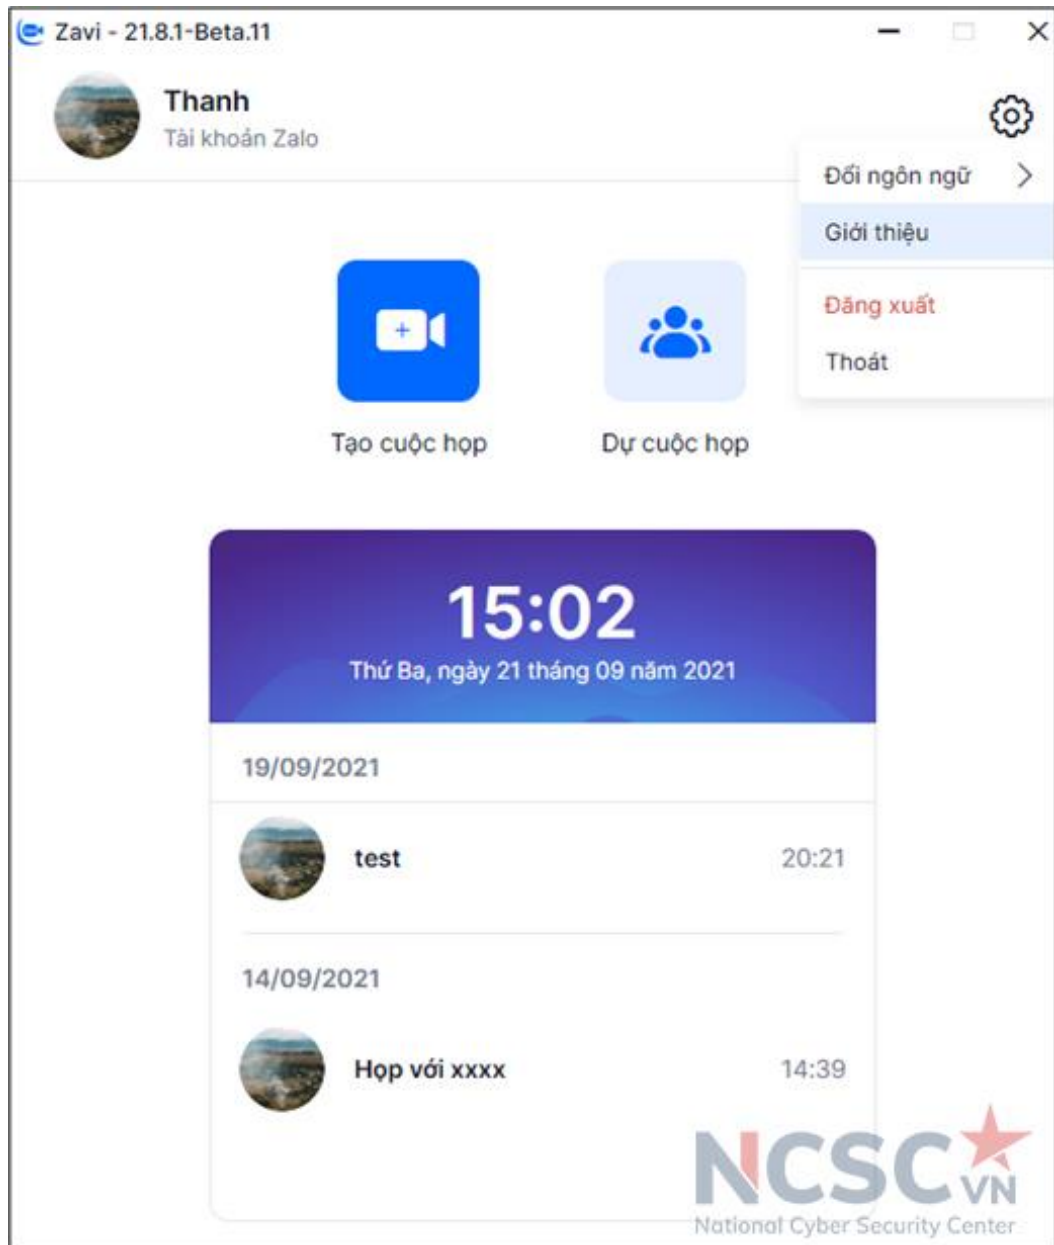 Zavi - 21.8.1-Beta.11
Thanh
Tài khoản Zalo
Đổi ngôn ngữ
Giới thiệu
Đăng xuất
Thoát
Tạo cuộc họp
Dự cuộc họp
15:02
Thứ Ba, ngày 21 tháng 09 năm 2021
19/09/2021
test 20:21
14/09/2021
Họp với xxxx 14:39
NCSC VN
National Cyber Security Center